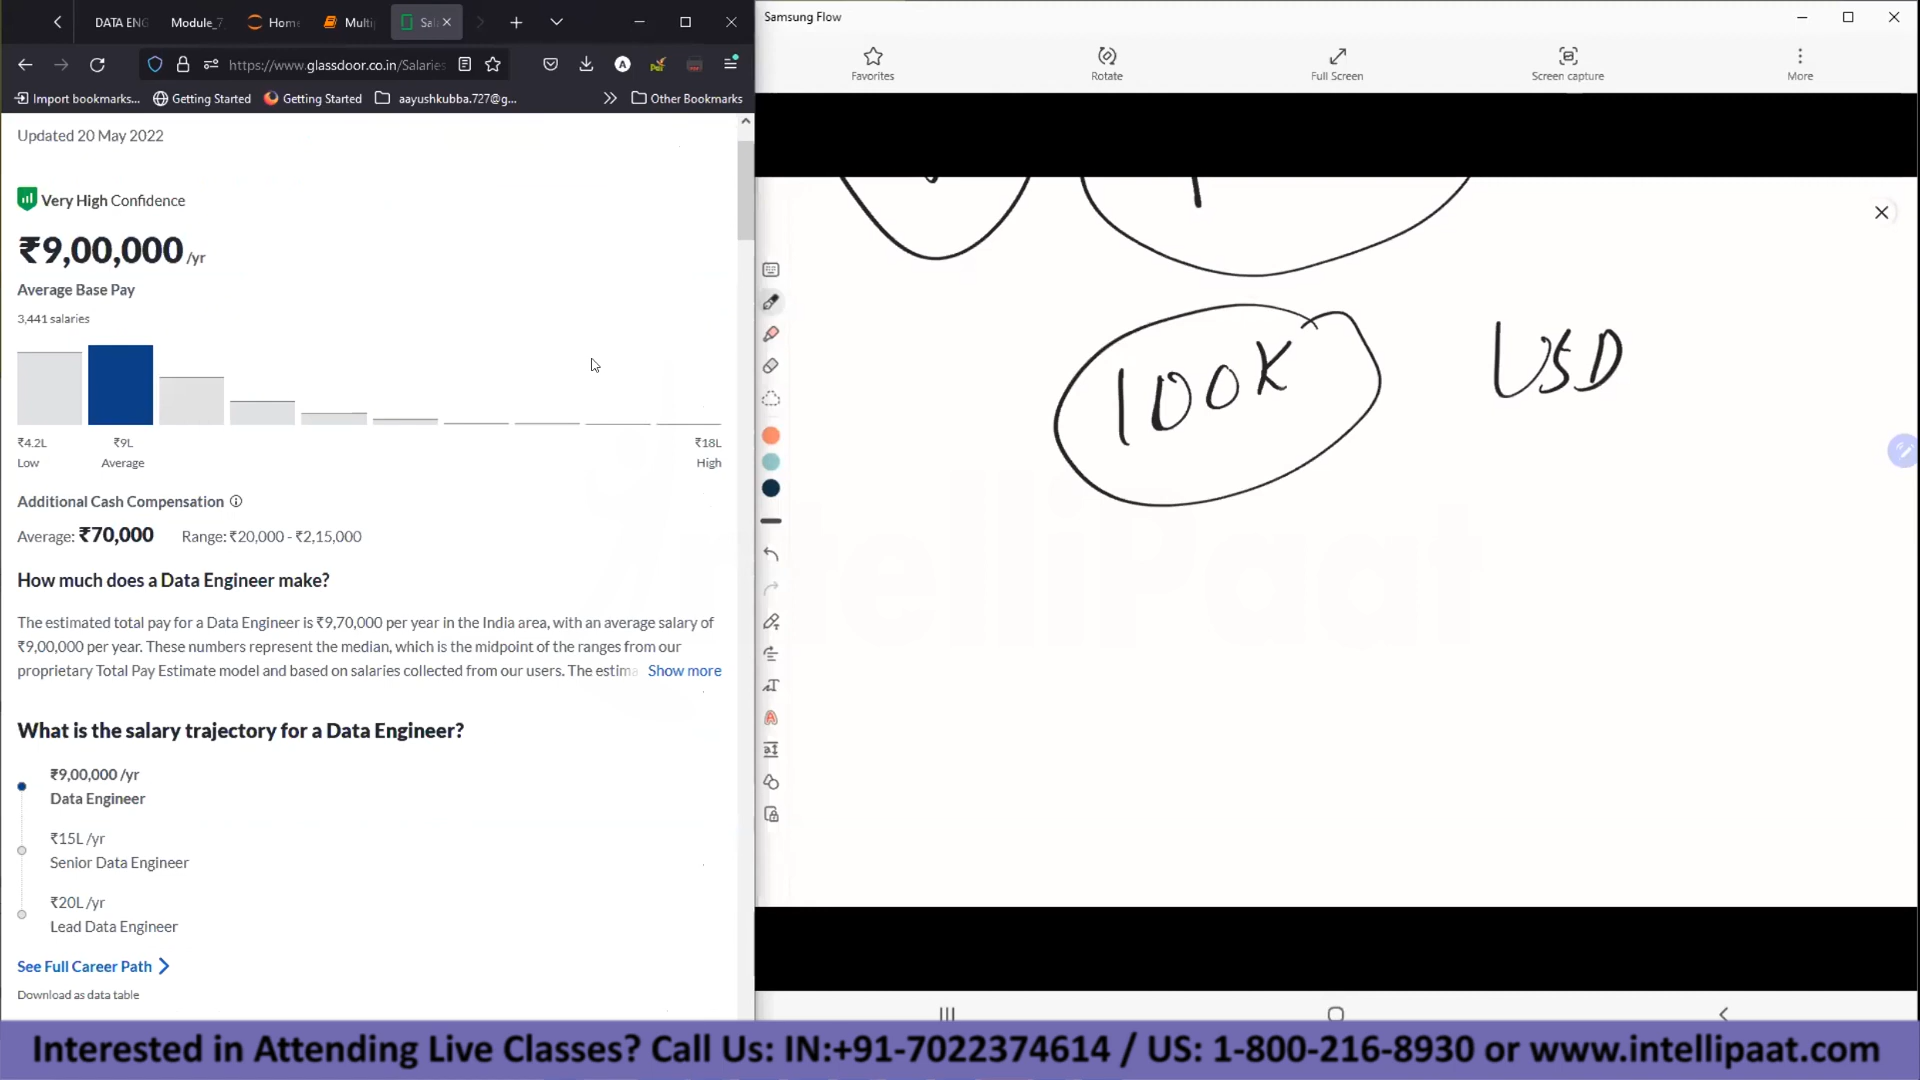 DATA ENG
Module_7
Home
Multi
Sal
https://www.glassdoor.co.in/Salaries
Import bookmarks...
Getting Started
Getting Started
aayushkubba.727@g...
Other Bookmarks
Updated 20 May 2022
Very High Confidence
₹9,00,000 /yr
Average Base Pay
3,441 salaries
₹4.2L
Low
₹9L
Average
₹18L
High
Additional Cash Compensation
Average: ₹70,000 Range: ₹20,000 - ₹2,15,000
How much does a Data Engineer make?
The estimated total pay for a Data Engineer is ₹9,70,000 per year in the India area, with an average salary of
₹9,00,000 per year. These numbers represent the median, which is the midpoint of the ranges from our
proprietary Total Pay Estimate model and based on salaries collected from our users. The estima Show more
What is the salary trajectory for a Data Engineer?
₹9,00,000 /yr
Data Engineer
₹15L /yr
Senior Data Engineer
₹20L /yr
Lead Data Engineer
See Full Career Path
Download as data table
Samsung Flow
Favorites
Rotate
Full Screen
Screen capture
More
100K USD
IntelliPaat
Interested in Attending Live Classes? Call Us: IN:+91-7022374614 / US: 1-800-216-8930 or www.intellipaat.com